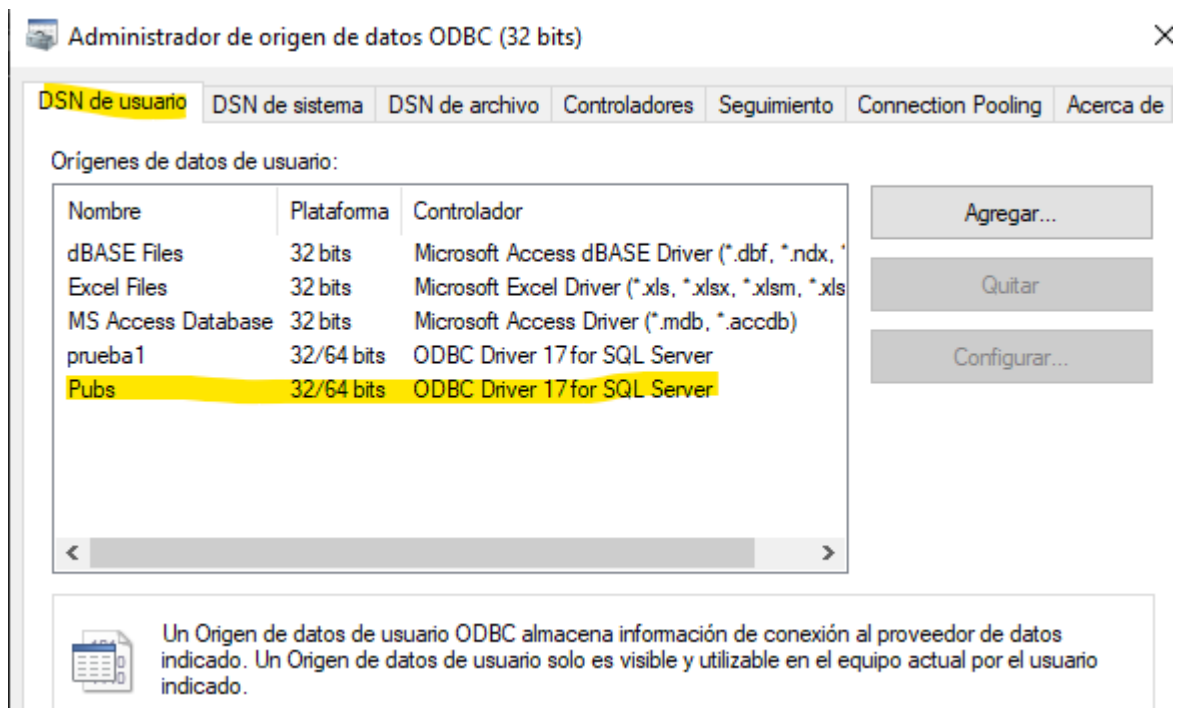 Administrador de origen de datos ODBC (32 bits)
DSN de usuario DSN de sistema DSN de archivo Controladores Seguimiento Connection Pooling Acerca de
Orígenes de datos de usuario:
Nombre Plataforma Controlador
Agregar...
dBASE Files 32 bits Microsoft Access dBASE Driver (*.dbf, *.ndx, *
Excel Files 32 bits Microsoft Excel Driver (*.xls, *.xlsx, *.xlsm, *.xls
Quitar
MS Access Database 32 bits Microsoft Access Driver (*.mdb, *.accdb)
prueba1 32/64 bits ODBC Driver 17 for SQL Server
Configurar...
Pubs 32/64 bits ODBC Driver 17 for SQL Server
Un Origen de datos de usuario ODBC almacena información de conexión al proveedor de datos
indicado. Un Origen de datos de usuario solo es visible y utilizable en el equipo actual por el usuario
indicado.